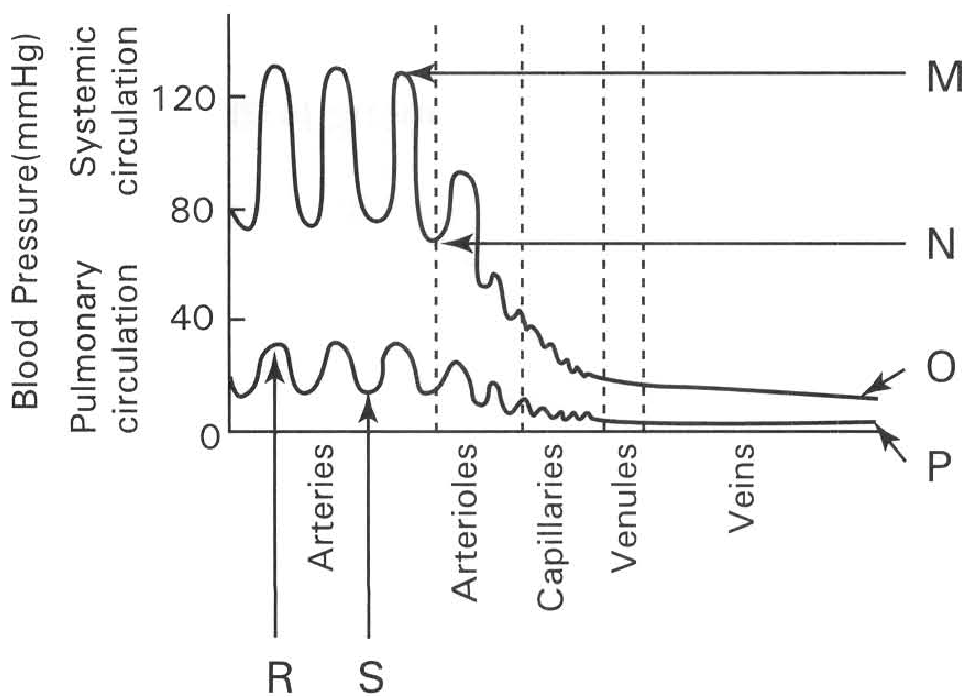 Blood Pressure(mmHg)
Systemic
circulation
Pulmonary
circulation
120
80
40
0
M
N
O
P
Arteries
Arterioles
Capillaries
Venules
Veins
R
S